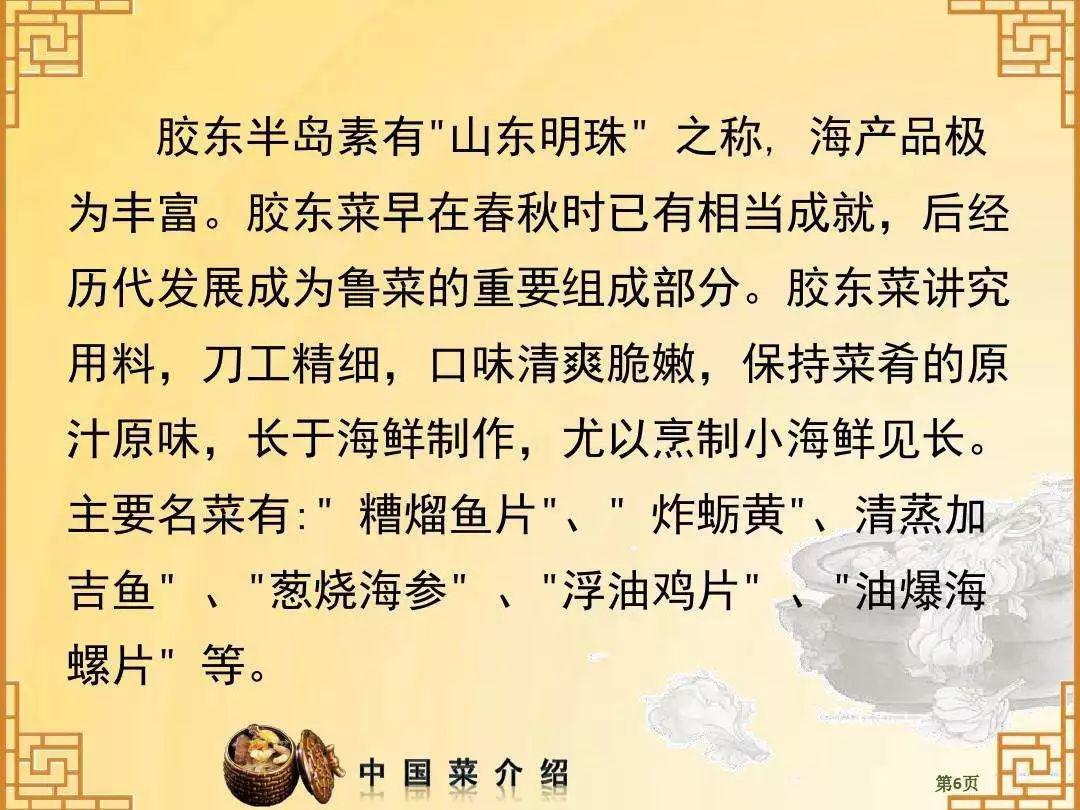 胶东半岛素有"山东明珠" 之称, 海产品极
为丰富。胶东菜早在春秋时已有相当成就，后经
历代发展成为鲁菜的重要组成部分。胶东菜讲究
用料，刀工精细，口味清爽脆嫩，保持菜肴的原
汁原味，长于海鲜制作，尤以烹制小海鲜见长。
主要名菜有:" 糟熘鱼片"、" 炸蛎黄"、清蒸加
吉鱼" 、"葱烧海参" 、"浮油鸡片" 、"油爆海
螺片" 等。
中国菜介绍
第6页